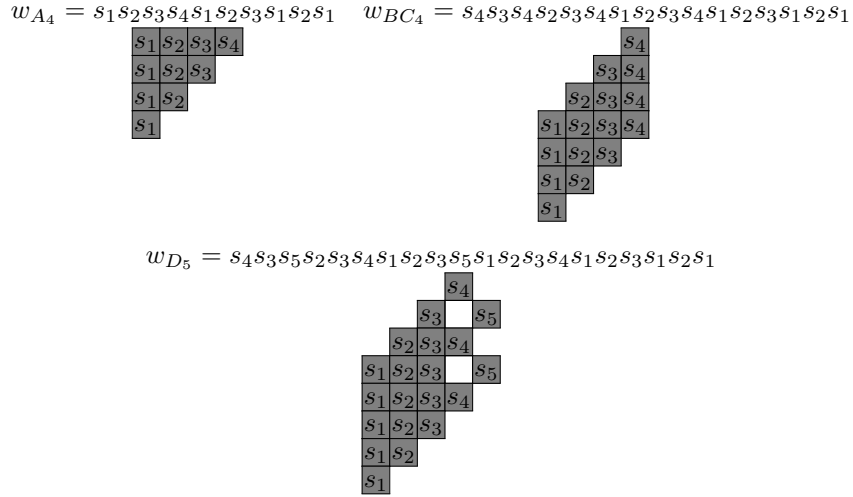 w_{A_4} = s_1s_2s_3s_4s_1s_2s_3s_1s_2s_1
s_1 s_2 s_3 s_4
s_1 s_2 s_3
s_1 s_2
s_1
w_{BC_4} = s_4s_3s_4s_2s_3s_4s_1s_2s_3s_4s_1s_2s_3s_1s_2s_1
s_4
s_3 s_4
s_2 s_3 s_4
s_1 s_2 s_3 s_4
s_1 s_2 s_3
s_1 s_2
s_1
w_{D_5} = s_4s_3s_5s_2s_3s_4s_1s_2s_3s_5s_1s_2s_3s_4s_1s_2s_3s_1s_2s_1
s_4
s_3 s_5
s_2 s_3 s_4
s_1 s_2 s_3 s_5
s_1 s_2 s_3 s_4
s_1 s_2 s_3
s_1 s_2
s_1